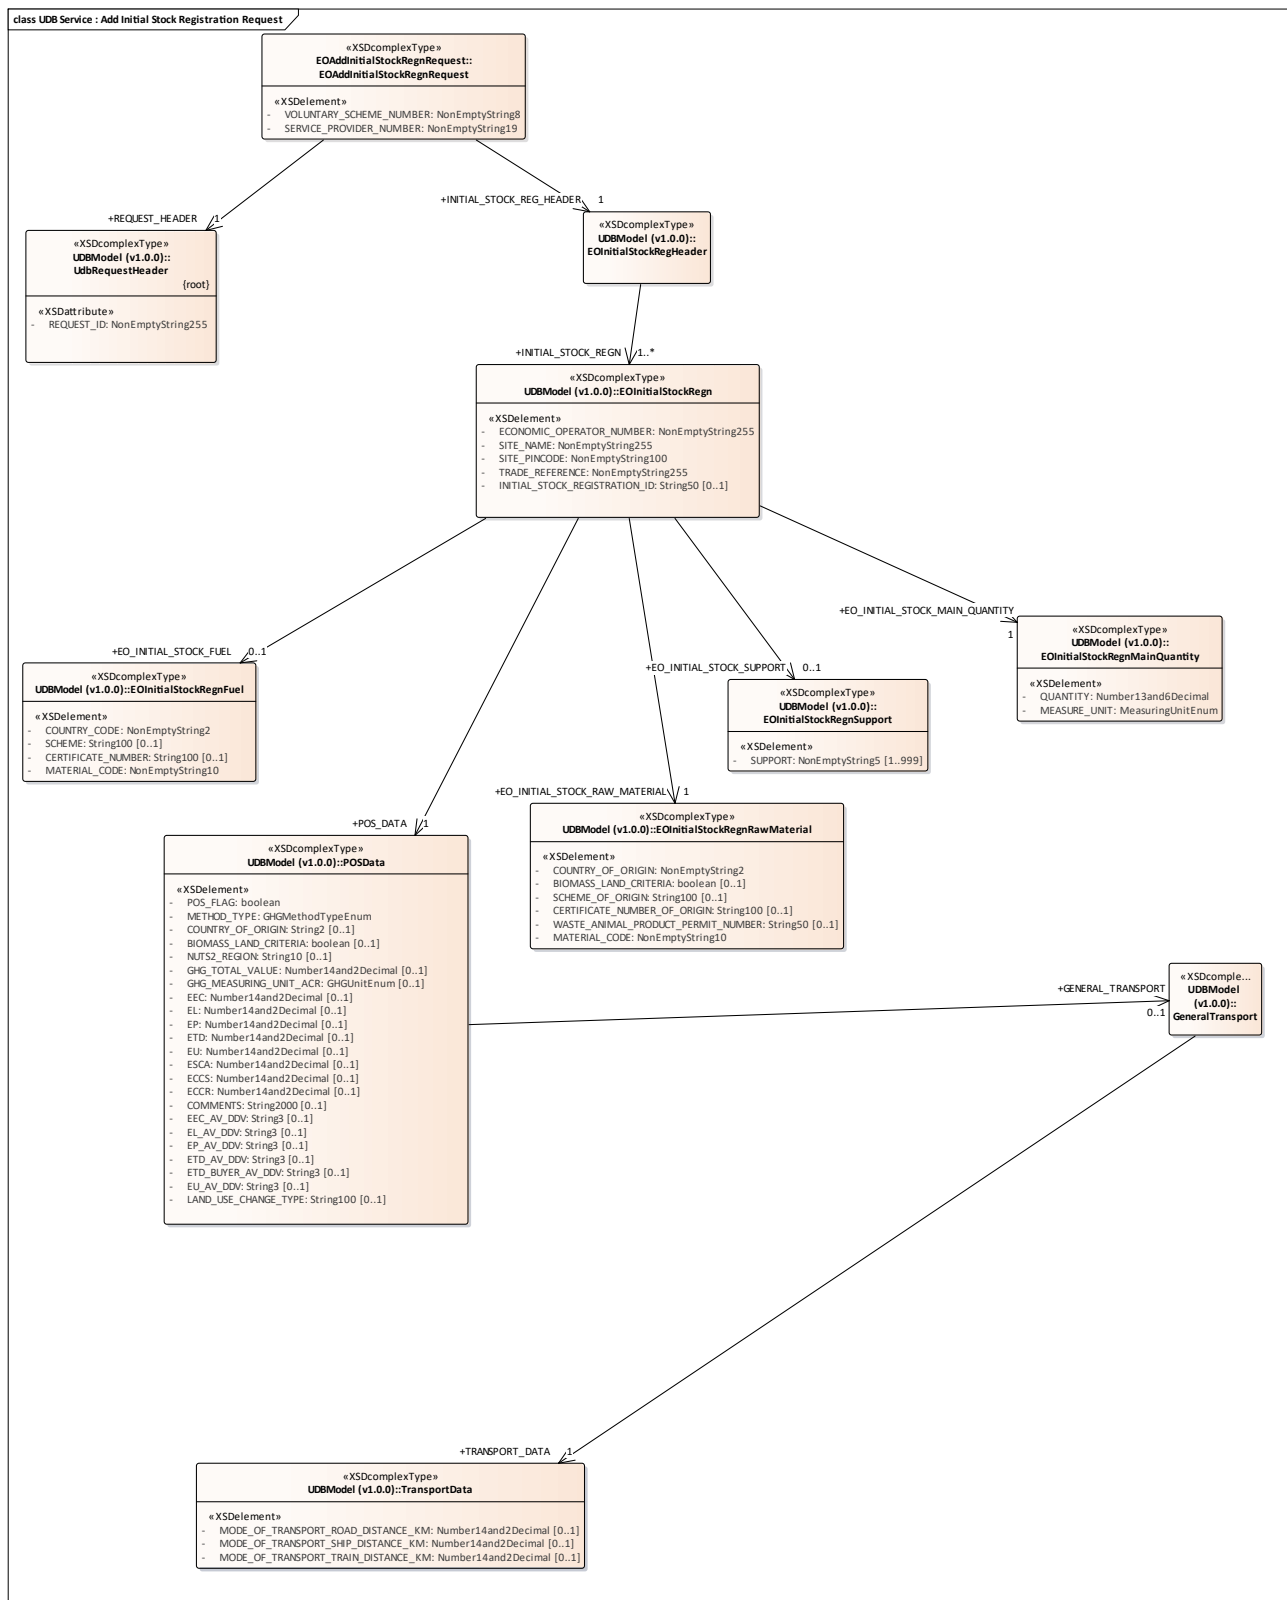 class UDB Service : Add Initial Stock Registration Request
«XSDcomplexType»
EOAddInitialStockRegnRequest::
EOAddInitialStockRegnRequest
«XSDelement»
- VOLUNTARY_SCHEME_NUMBER: NonEmptyString8
- SERVICE_PROVIDER_NUMBER: NonEmptyString19
+REQUEST_HEADER 1
+INITIAL_STOCK_REG_HEADER 1
«XSDcomplexType»
UDBModel (v1.0.0)::
UdbRequestHeader
{root}
«XSDattribute»
- REQUEST_ID: NonEmptyString255
«XSDcomplexType»
UDBModel (v1.0.0)::
EOInitialStockRegHeader
+INITIAL_STOCK_REGN 1..*
«XSDcomplexType»
UDBModel (v1.0.0)::EOInitialStockRegn
«XSDelement»
- ECONOMIC_OPERATOR_NUMBER: NonEmptyString255
- SITE_NAME: NonEmptyString255
- SITE_PINCODE: NonEmptyString100
- TRADE_REFERENCE: NonEmptyString255
- INITIAL_STOCK_REGISTRATION_ID: String50 [0..1]
+EO_INITIAL_STOCK_MAIN_QUANTITY
1
«XSDcomplexType»
UDBModel (v1.0.0)::
EOInitialStockRegnMainQuantity
«XSDelement»
- QUANTITY: Number13and6Decimal
- MEASURE_UNIT: MeasuringUnitEnum
+EO_INITIAL_STOCK_FUEL 0..1
«XSDcomplexType»
UDBModel (v1.0.0)::EOInitialStockRegnFuel
«XSDelement»
- COUNTRY_CODE: NonEmptyString2
- SCHEME: String100 [0..1]
- CERTIFICATE_NUMBER: String100 [0..1]
- MATERIAL_CODE: NonEmptyString10
+EO_INITIAL_STOCK_SUPPORT 0..1
«XSDcomplexType»
UDBModel (v1.0.0)::
EOInitialStockRegnSupport
«XSDelement»
- SUPPORT: NonEmptyString5 [1..999]
+EO_INITIAL_STOCK_RAW_MATERIAL 1
«XSDcomplexType»
UDBModel (v1.0.0)::EOInitialStockRegnRawMaterial
«XSDelement»
- COUNTRY_OF_ORIGIN: NonEmptyString2
- BIOMASS_LAND_CRITERIA: boolean [0..1]
- SCHEME_OF_ORIGIN: String100 [0..1]
- CERTIFICATE_NUMBER_OF_ORIGIN: String100 [0..1]
- WASTE_ANIMAL_PRODUCT_PERMIT_NUMBER: String50 [0..1]
- MATERIAL_CODE: NonEmptyString10
+POS_DATA 1
«XSDcomplexType»
UDBModel (v1.0.0)::POSData
«XSDelement»
- POS_FLAG: boolean
- METHOD_TYPE: GHGMethodTypeEnum
- COUNTRY_OF_ORIGIN: String2 [0..1]
- BIOMASS_LAND_CRITERIA: boolean [0..1]
- NUTS2_REGION: String10 [0..1]
- GHG_TOTAL_VALUE: Number14and2Decimal [0..1]
- GHG_MEASURING_UNIT_ACR: GHGUnitEnum [0..1]
- EEC: Number14and2Decimal [0..1]
- EL: Number14and2Decimal [0..1]
- EP: Number14and2Decimal [0..1]
- ETD: Number14and2Decimal [0..1]
- EU: Number14and2Decimal [0..1]
- ESCA: Number14and2Decimal [0..1]
- ECCS: Number14and2Decimal [0..1]
- ECCR: Number14and2Decimal [0..1]
- COMMENTS: String2000 [0..1]
- EEC_AV_DDV: String3 [0..1]
- EL_AV_DDV: String3 [0..1]
- EP_AV_DDV: String3 [0..1]
- ETD_AV_DDV: String3 [0..1]
- ETD_BUYER_AV_DDV: String3 [0..1]
- EU_AV_DDV: String3 [0..1]
- LAND_USE_CHANGE_TYPE: String100 [0..1]
+GENERAL_TRANSPORT
0..1
«XSDcomple...
UDBModel
(v1.0.0)::
GeneralTransport
+TRANSPORT_DATA 1
«XSDcomplexType»
UDBModel (v1.0.0)::TransportData
«XSDelement»
- MODE_OF_TRANSPORT_ROAD_DISTANCE_KM: Number14and2Decimal [0..1]
- MODE_OF_TRANSPORT_SHIP_DISTANCE_KM: Number14and2Decimal [0..1]
- MODE_OF_TRANSPORT_TRAIN_DISTANCE_KM: Number14and2Decimal [0..1]